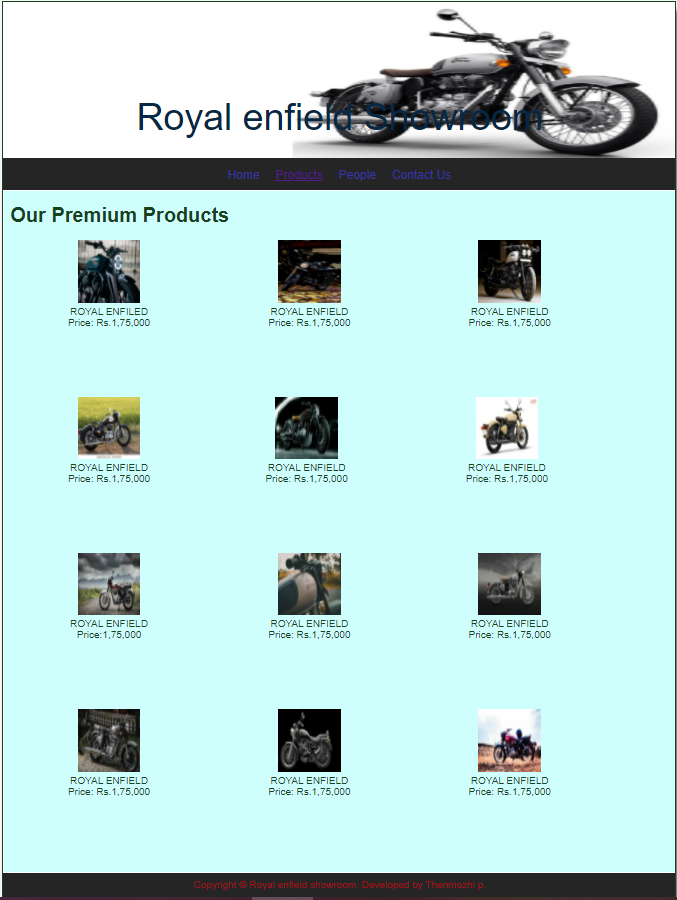 Royal enfield Showroom
Home Products People Contact Us
Our Premium Products
ROYAL ENFILED ROYAL ENFIELD ROYAL ENFIELD
Price: Rs.1,75,000 Price: Rs.1,75,000 Price: Rs.1,75,000
ROYAL ENFIELD ROYAL ENFIELD ROYAL ENFIELD
Price: Rs.1,75,000 Price: Rs.1,75,000 Price: Rs.1,75,000
ROYAL ENFIELD ROYAL ENFIELD ROYAL ENFIELD
Price:1,75,000 Price: Rs.1,75,000 Price: Rs.1,75,000
ROYAL ENFIELD ROYAL ENFIELD ROYAL ENFIELD
Price: Rs.1,75,000 Price: Rs.1,75,000 Price: Rs.1,75,000
Copyright © Royal enfield showroom, Developed by Thenmozhi p.